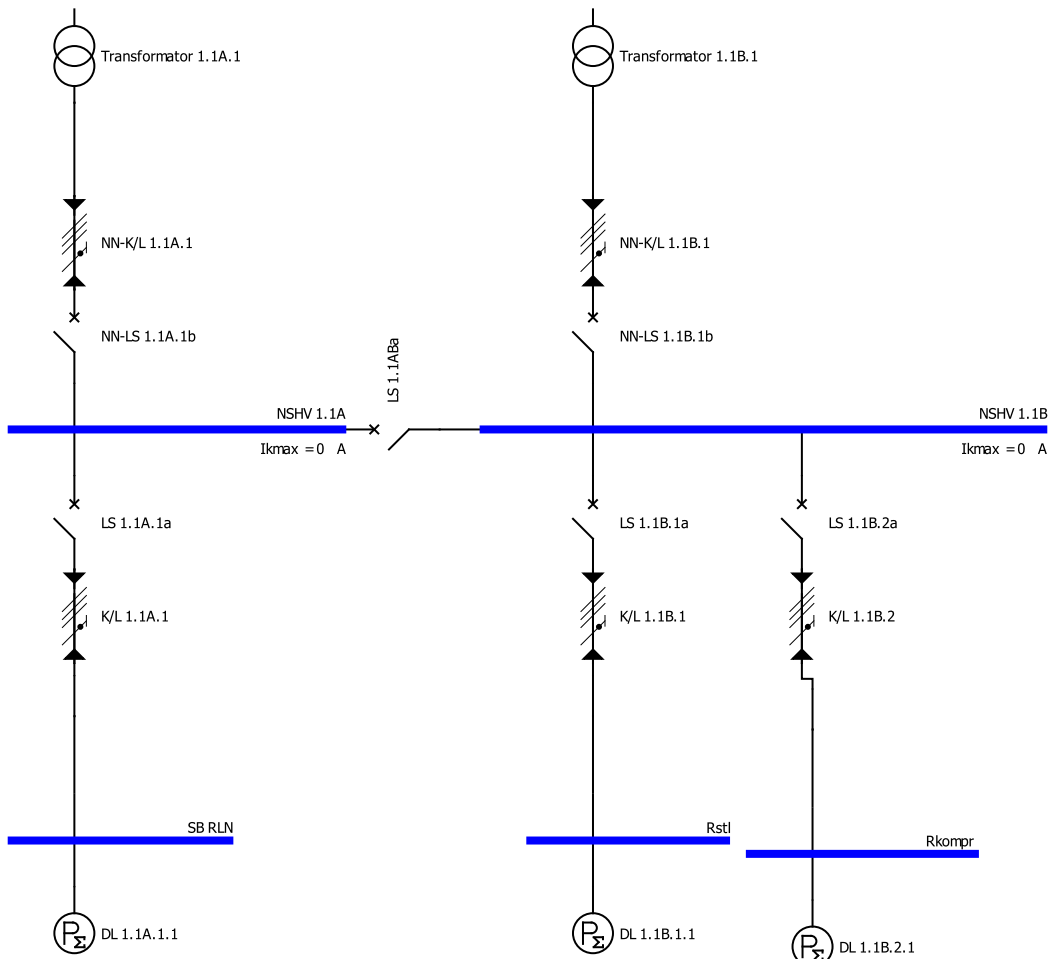 Transformator 1.1A.1
Transformator 1.1B.1
NN-K/L 1.1A.1
NN-K/L 1.1B.1
NN-LS 1.1A.1b
LS 1.1ABa
NN-LS 1.1B.1b
NSHV 1.1A
NSHV 1.1B
Ikmax = 0 A
Ikmax = 0 A
LS 1.1A.1a
LS 1.1B.1a
LS 1.1B.2a
K/L 1.1A.1
K/L 1.1B.1
K/L 1.1B.2
SB RLN
Rstl
Rkompr
PΣ DL 1.1A.1.1
PΣ DL 1.1B.1.1
PΣ DL 1.1B.2.1